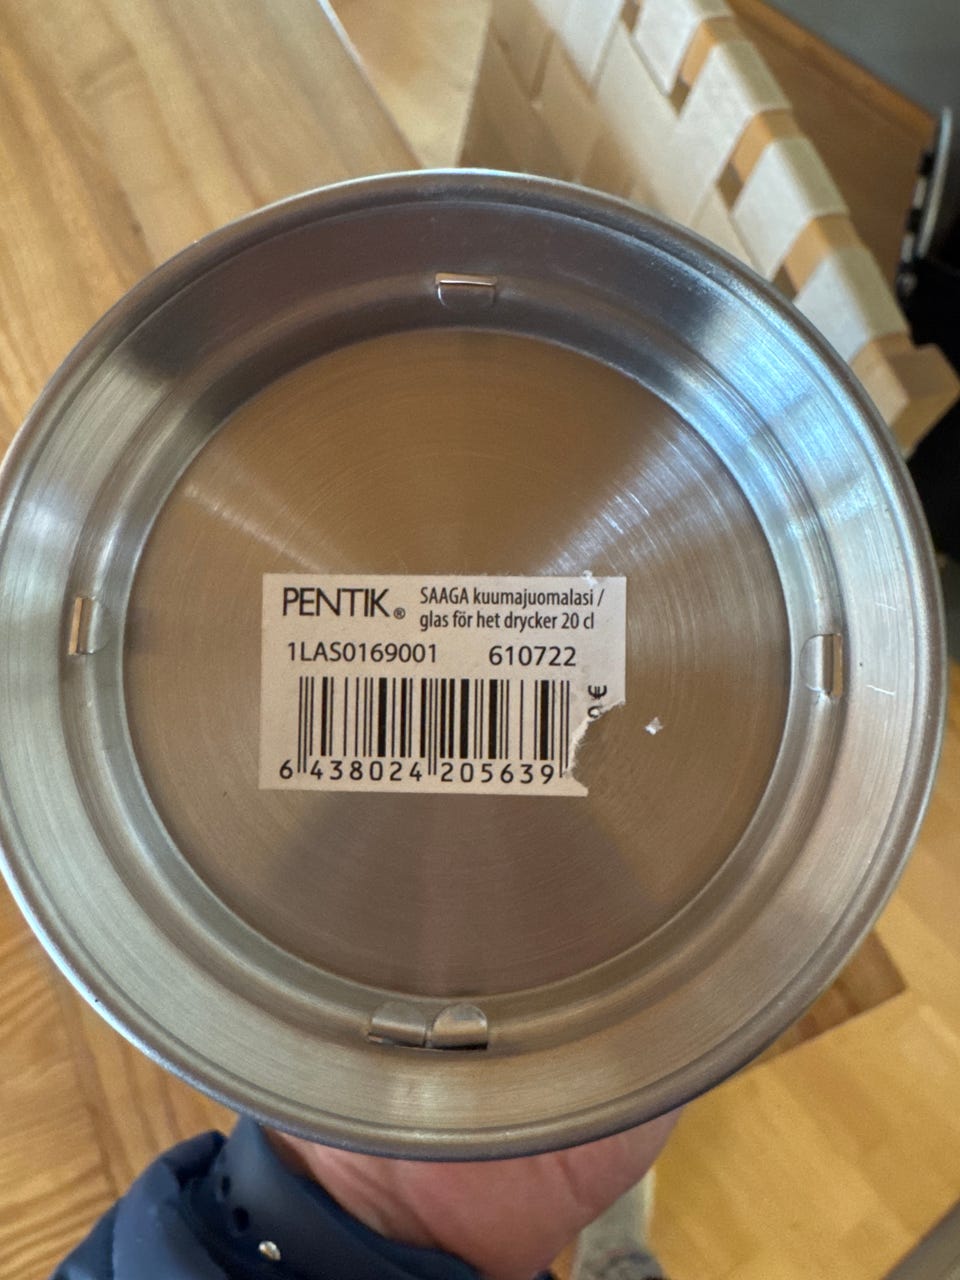 PENTIK®
SAAGA kuumajuomalasi /
glas för het drycker 20 cl
1LAS0169001 610722
€
6 438024 205639